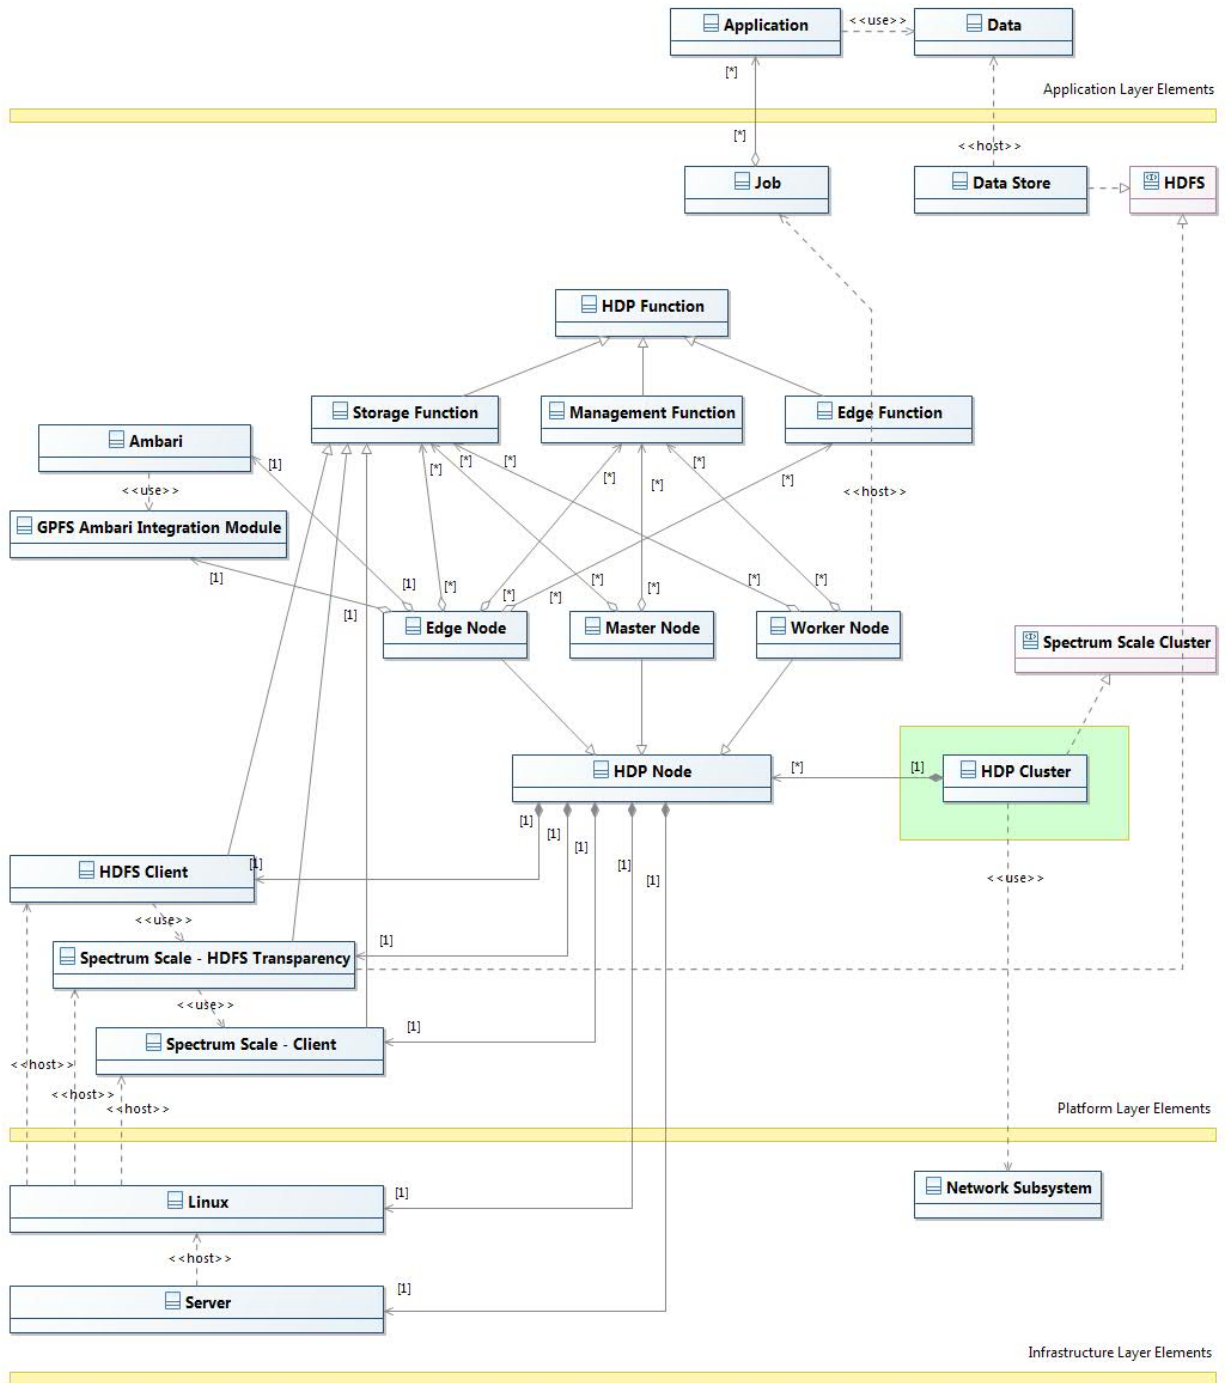 Application
<<use>>
Data
[*]
Application Layer Elements
[*]
<<host>>
Job
Data Store
HDFS
HDP Function
Storage Function
Management Function
Edge Function
Ambari
[1]
[*]
[*]
[*]
[*]
[*]
[*]
[*]
<<use>>
<<host>>
GPFS Ambari Integration Module
[1]
[1]
[*]
[*]
[*]
[*]
[*]
[*]
[*]
[1]
Edge Node
Master Node
Worker Node
Spectrum Scale Cluster
HDP Node
[*]
[1]
HDP Cluster
[1]
[1]
[1]
[1]
[1]
HDFS Client
[1]
<<use>>
<<use>>
Spectrum Scale - HDFS Transparency
[1]
<<use>>
Spectrum Scale - Client
[1]
<<host>>
<<host>>
<<host>>
Platform Layer Elements
Linux
[1]
Network Subsystem
<<host>>
Server
[1]
Infrastructure Layer Elements